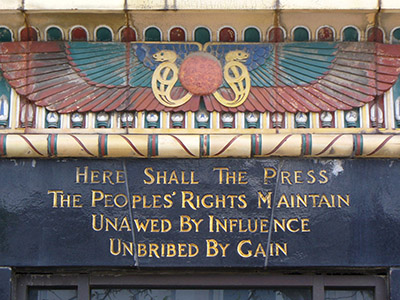 Here Shall The Press
The Peoples' Rights Maintain
Unawed By Influence
Unbribed By Gain